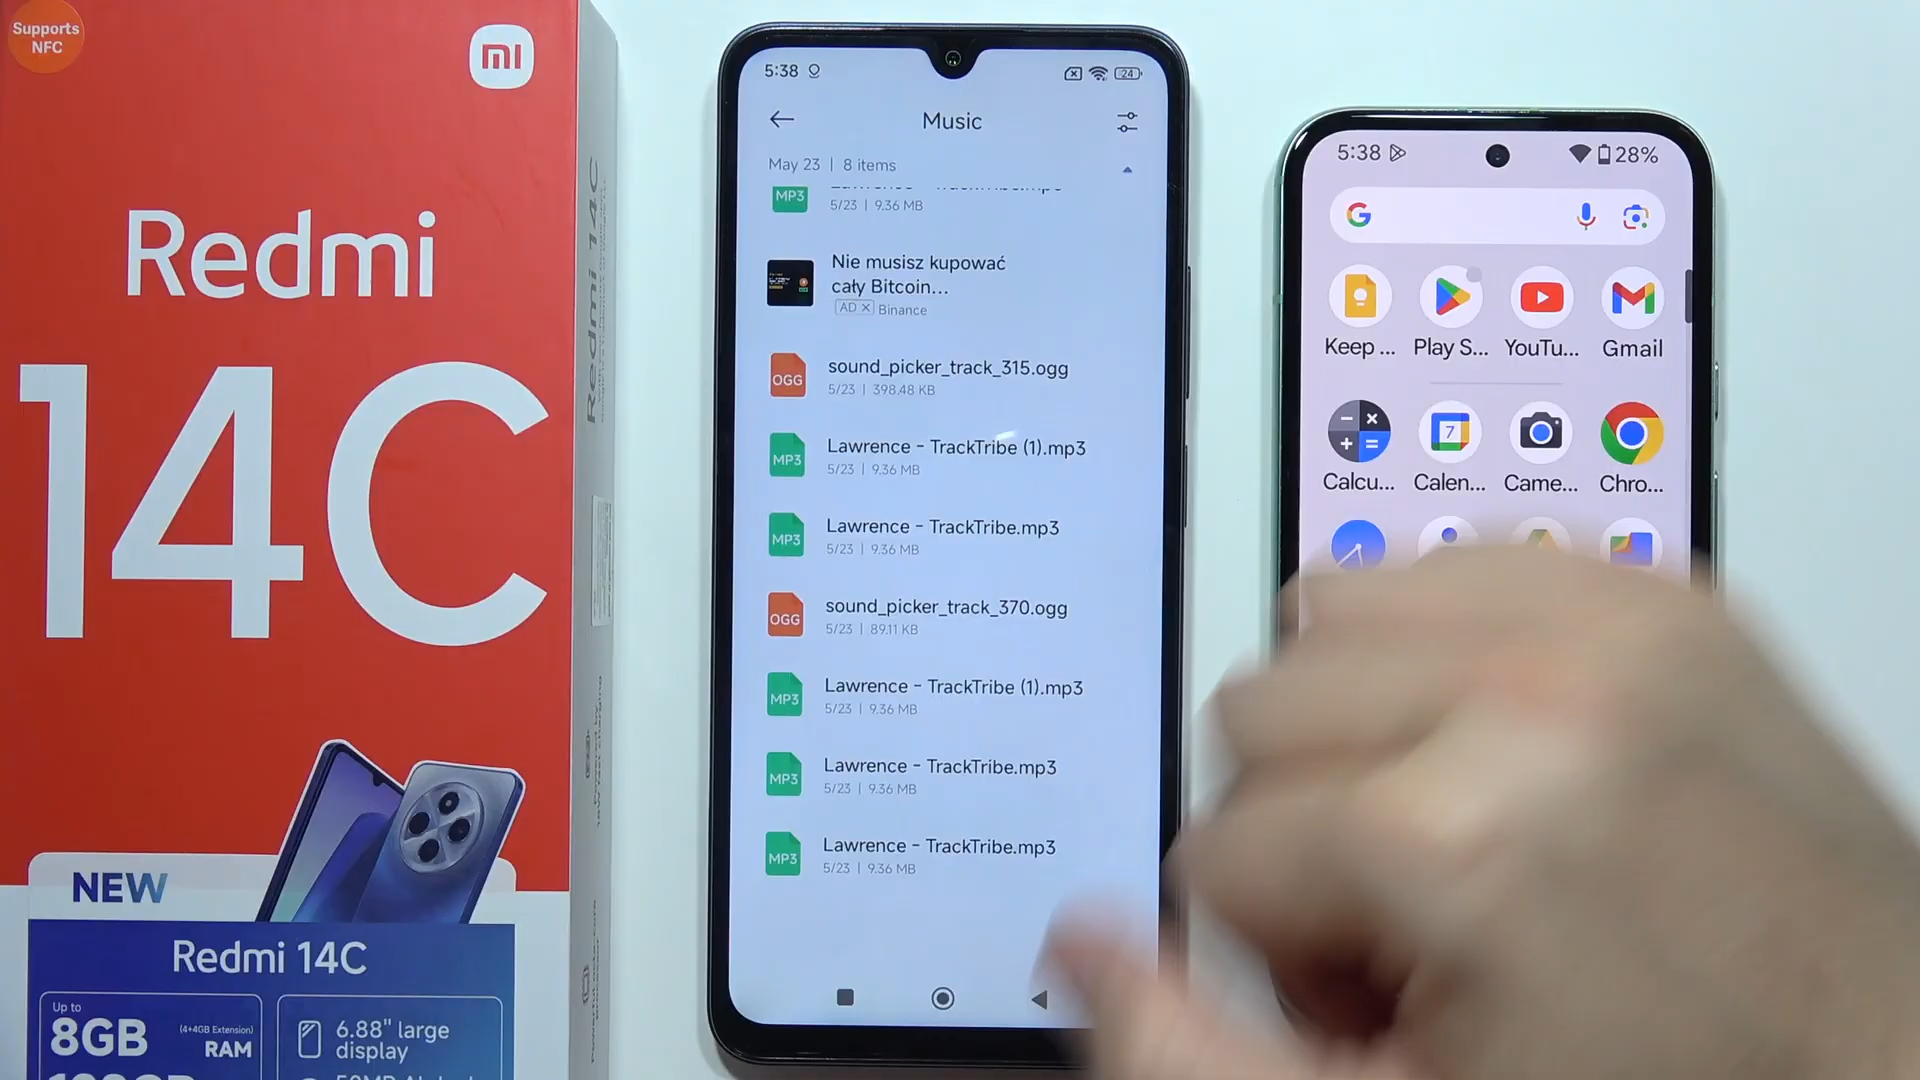 Supports
NFC
Redmi
14C
NEW
Redmi 14C
Up to
8GB
(4+4GB Extension)
RAM
6.88" large
display
Redmi 14C
5:38
24
Music
May 23 | 8 items
MP3
5/23 | 9.36 MB
Nie musisz kupować
cały Bitcoin...
AD X Binance
OGG
sound_picker_track_315.ogg
5/23 | 398.48 KB
MP3
Lawrence - TrackTribe (1).mp3
5/23 | 9.36 MB
MP3
Lawrence - TrackTribe.mp3
5/23 | 9.36 MB
OGG
sound_picker_track_370.ogg
5/23 | 89.11 KB
MP3
Lawrence - TrackTribe (1).mp3
5/23 | 9.36 MB
MP3
Lawrence - TrackTribe.mp3
5/23 | 9.36 MB
MP3
Lawrence - TrackTribe.mp3
5/23 | 9.36 MB
5:38
28%
Keep ...
Play S...
YouTu...
Gmail
7
Calcu...
Calen...
Came...
Chro...